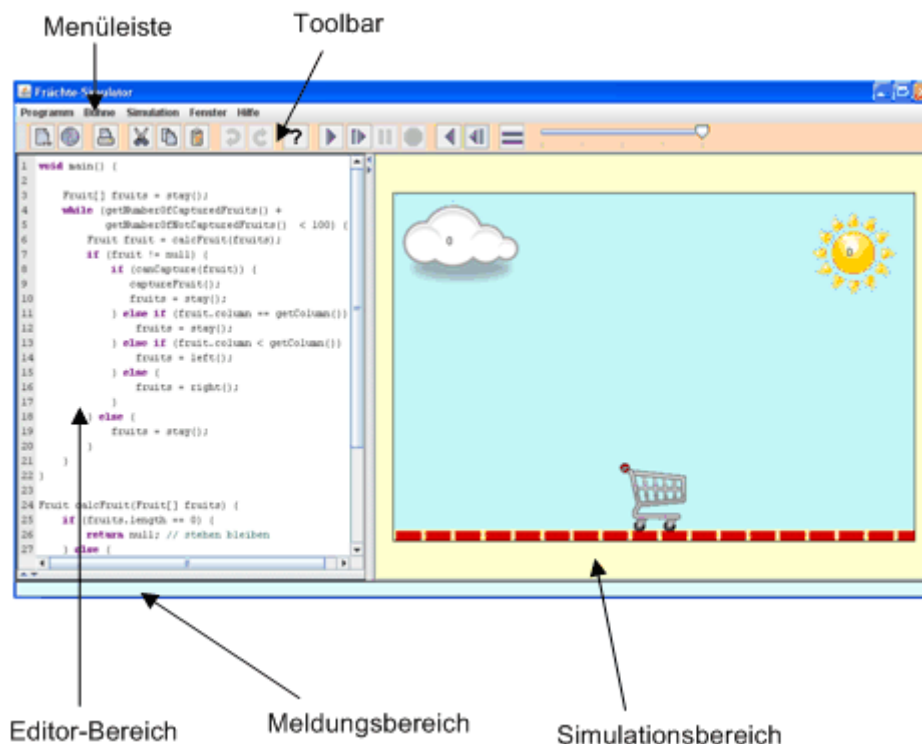 Menüleiste
Toolbar
Früchte-Simulator
Programm Bühne Simulation Fenster Hilfe
1 void main() {
2
3 Fruit[] fruits = stay();
4 while (getNumberOfCapturedFruits() +
5 getNumberOfNotCapturedFruits() < 100) {
6 Fruit fruit = calcFruit(fruits);
7 if (fruit != null) {
8 if (canCapture(fruit)) {
9 captureFruit();
10 fruits = stay();
11 } else if (fruit.column == getColumn())
12 fruits = stay();
13 } else if (fruit.column < getColumn())
14 fruits = left();
15 } else {
16 fruits = right();
17 }
18 } else {
19 fruits = stay();
20 }
21 }
22 }
23
24 Fruit calcFruit(Fruit[] fruits) {
25 if (fruits.length == 0) {
26 return null; // stehen bleiben
27 } else {
0
0
Editor-Bereich
Meldungsbereich
Simulationsbereich